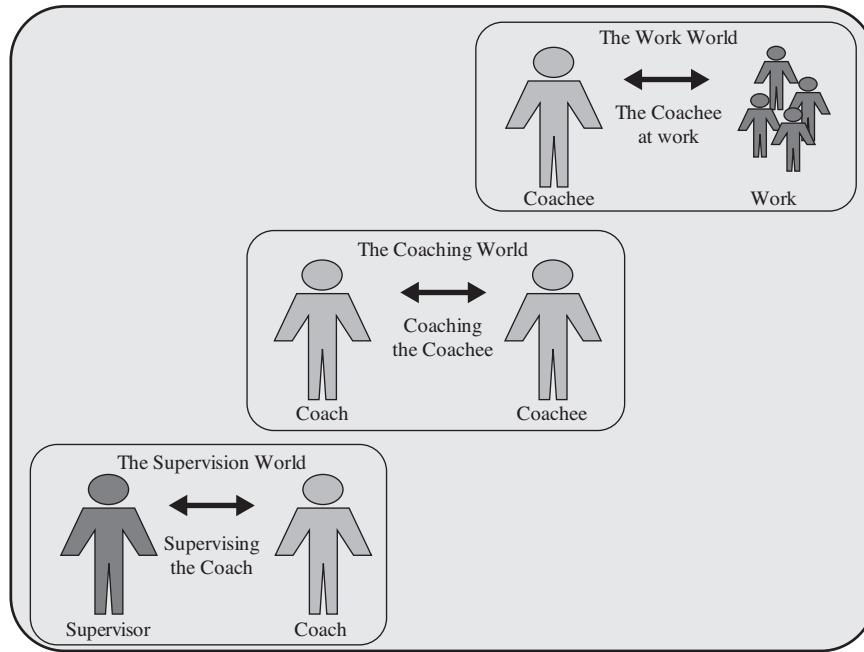 The Work World
The Coachee
at work
Coachee
Work
The Coaching World
Coaching
the Coachee
Coach
Coachee
The Supervision World
Supervising
the Coach
Supervisor
Coach